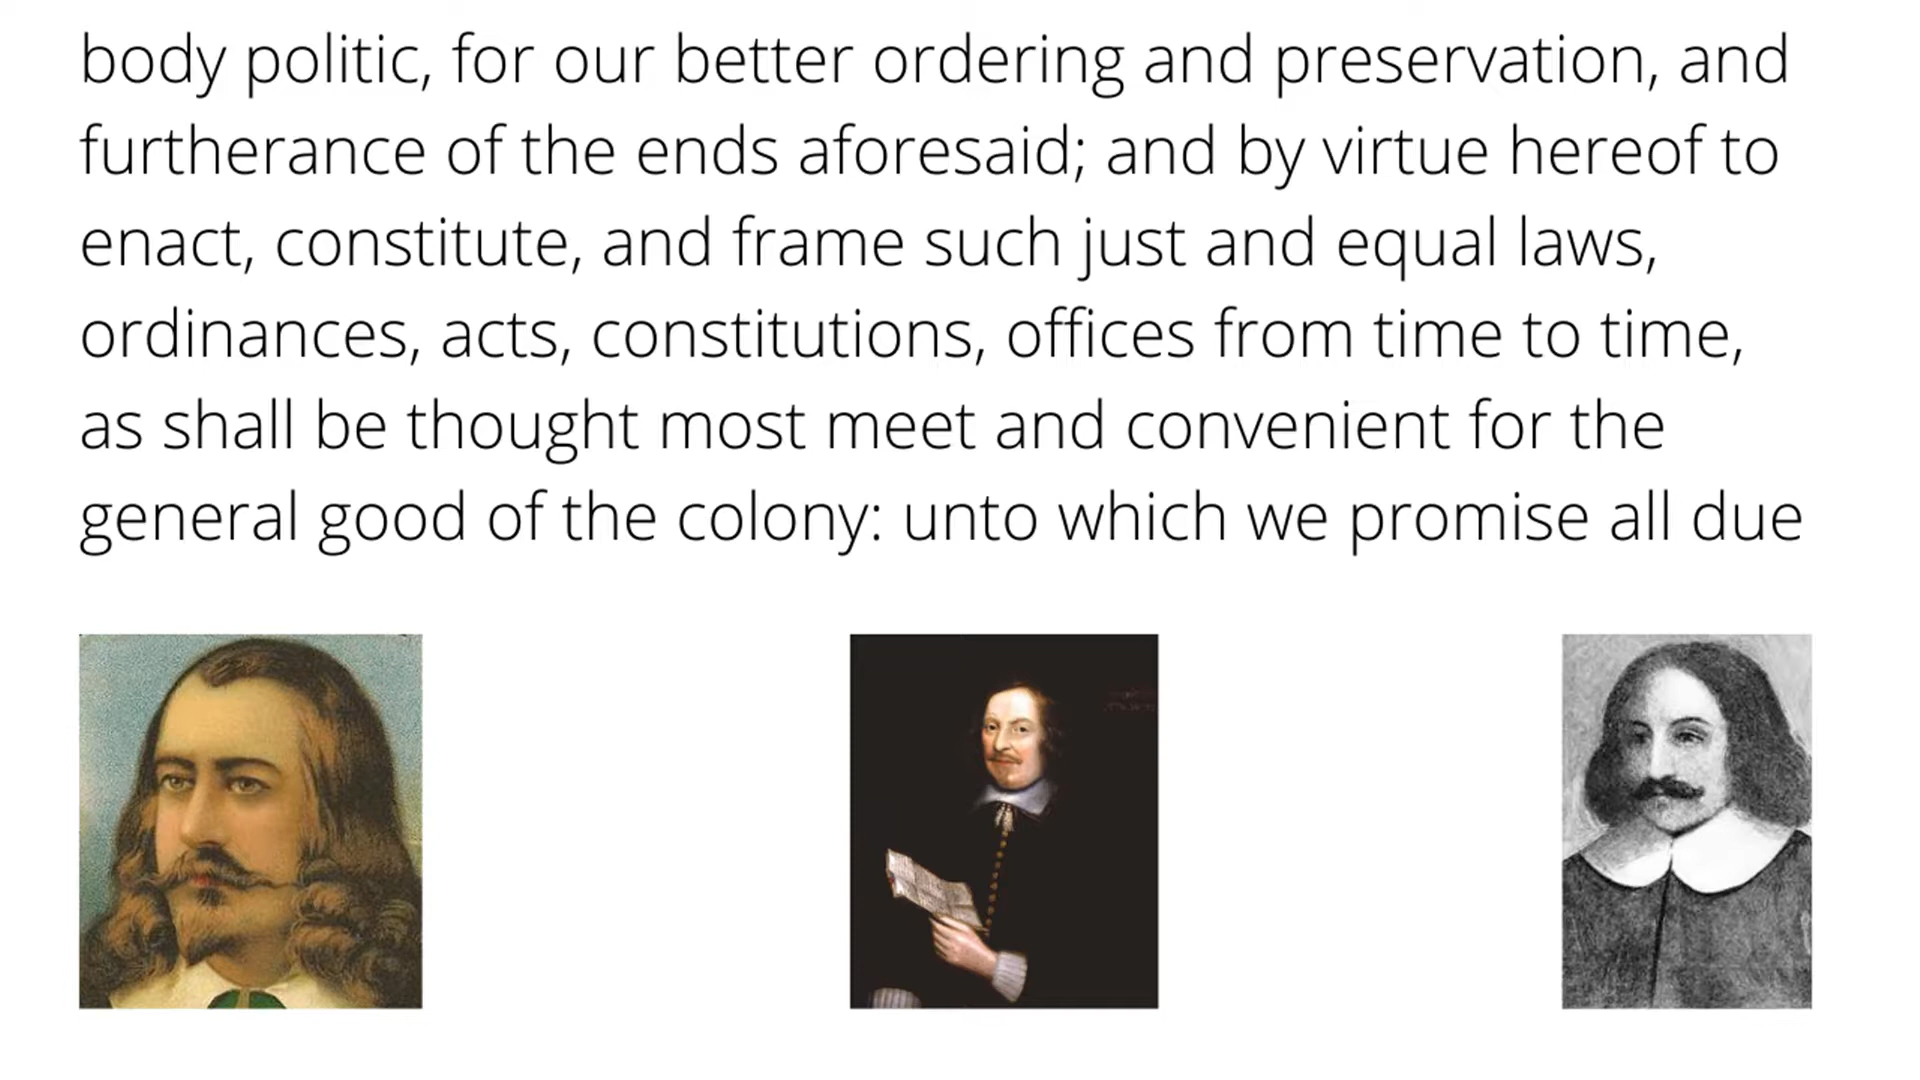 body politic, for our better ordering and preservation, and
furtherance of the ends aforesaid; and by virtue hereof to
enact, constitute, and frame such just and equal laws,
ordinances, acts, constitutions, offices from time to time,
as shall be thought most meet and convenient for the
general good of the colony: unto which we promise all due